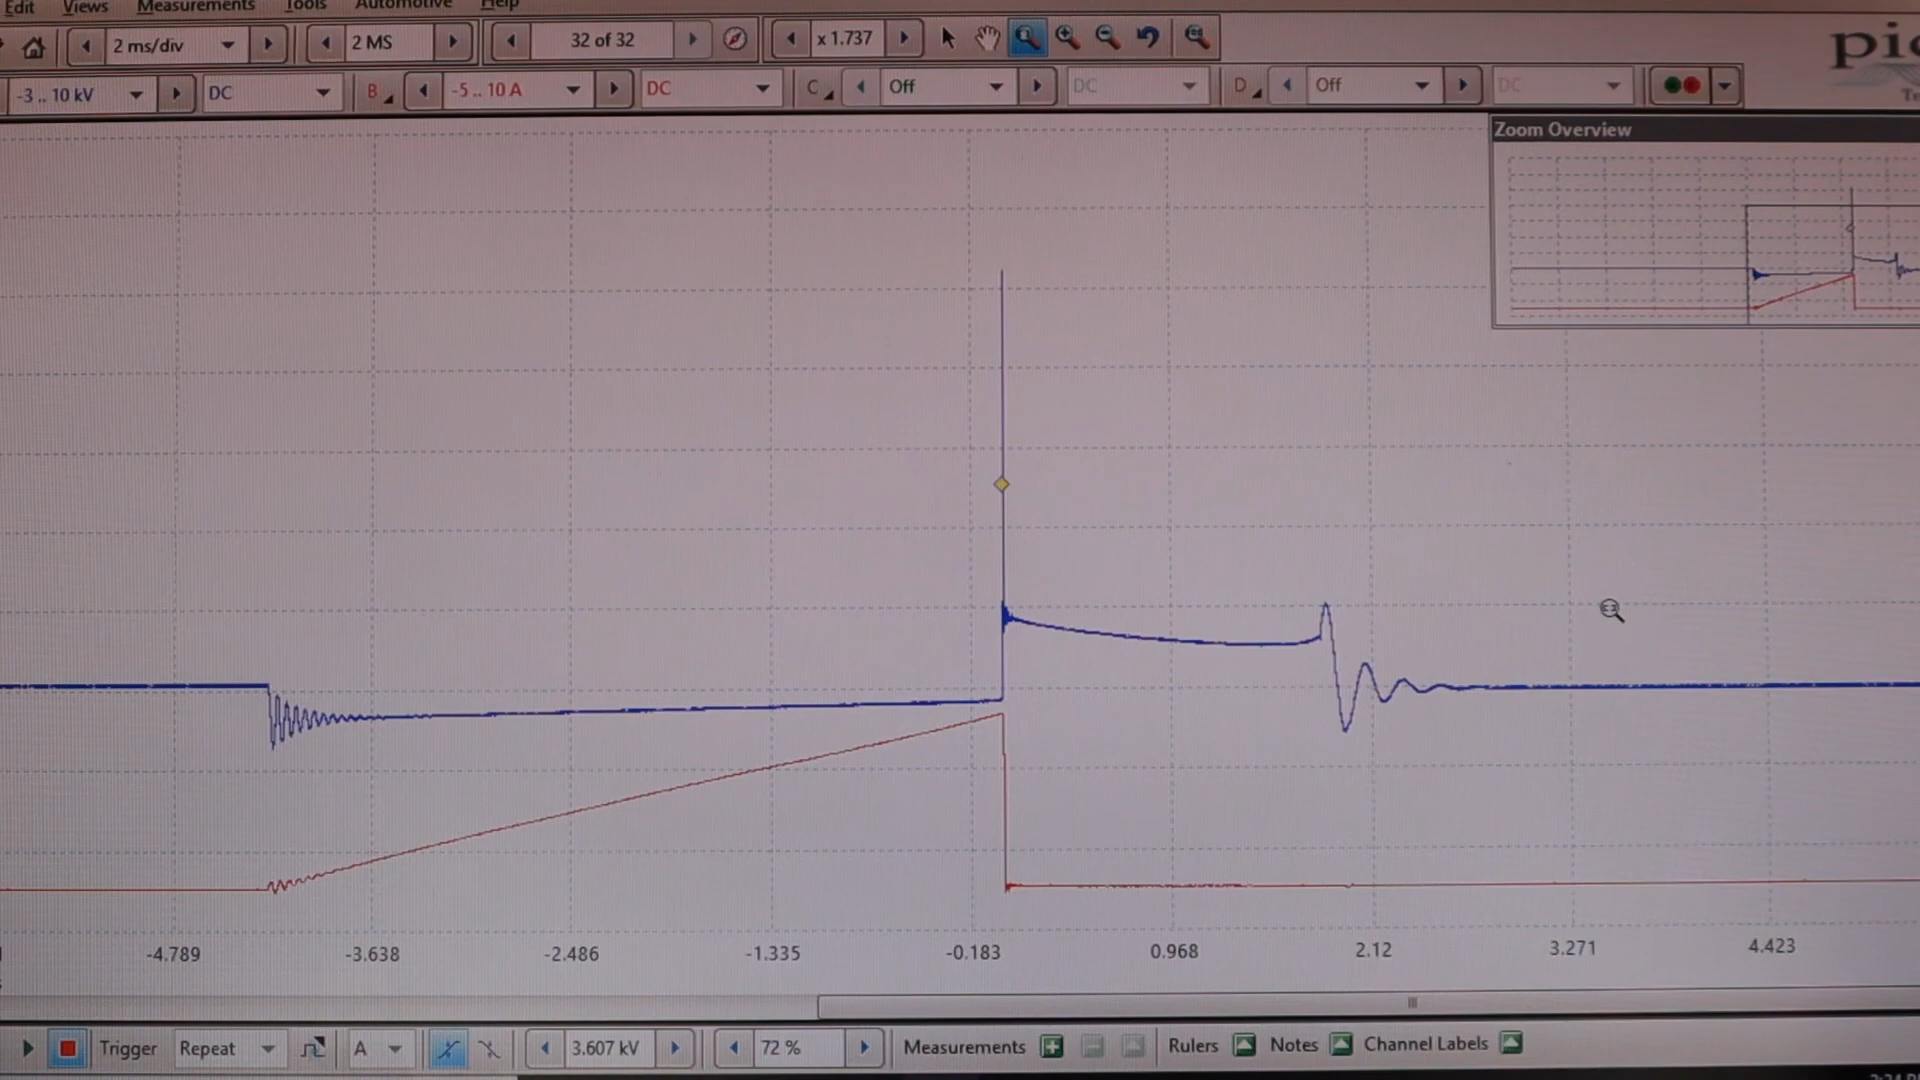 Edit Views Measurements Tools Automotive Help
2 ms/div 2 MS 32 of 32 x 1.737
-3 .. 10 kV DC B -5 .. 10 A DC C Off DC D Off DC
Zoom Overview
-4.789 -3.638 -2.486 -1.335 -0.183 0.968 2.12 3.271 4.423
Trigger Repeat A 3.607 kV 72 % Measurements Rulers Notes Channel Labels